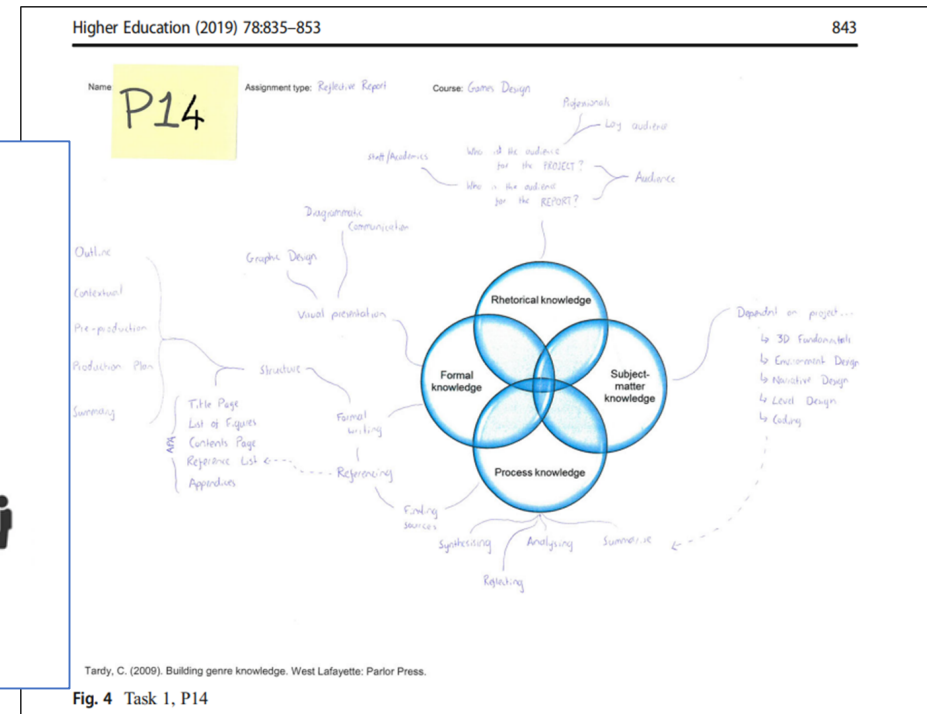 Higher Education (2019) 78:835–853 843
Name
P14
Assignment type: Reflective Report
Course: Games Design
Professionals
Lay audience
Who is the audience
for the PROJECT?
Staff/Academics
Who is the audience
for the REPORT?
Audience
Diagrammatic
Communication
Graphic Design
Visual presentation
Outline
Contextual
Pre-production
Production Plan
Summary
Structure
Title Page
List of Figures
Contents Page
Reference List
Appendices
APA
Formal
writing
Referencing
Finding
sources
Rhetorical knowledge
Formal
knowledge
Subject-
matter
knowledge
Process knowledge
Dependent on project...
↳ 3D Fundamentals
↳ Environment Design
↳ Narrative Design
↳ Level Design
↳ Coding
Synthesising
Analysing
Summarise
Reflecting
Tardy, C. (2009). Building genre knowledge. West Lafayette: Parlor Press.
Fig. 4 Task 1, P14